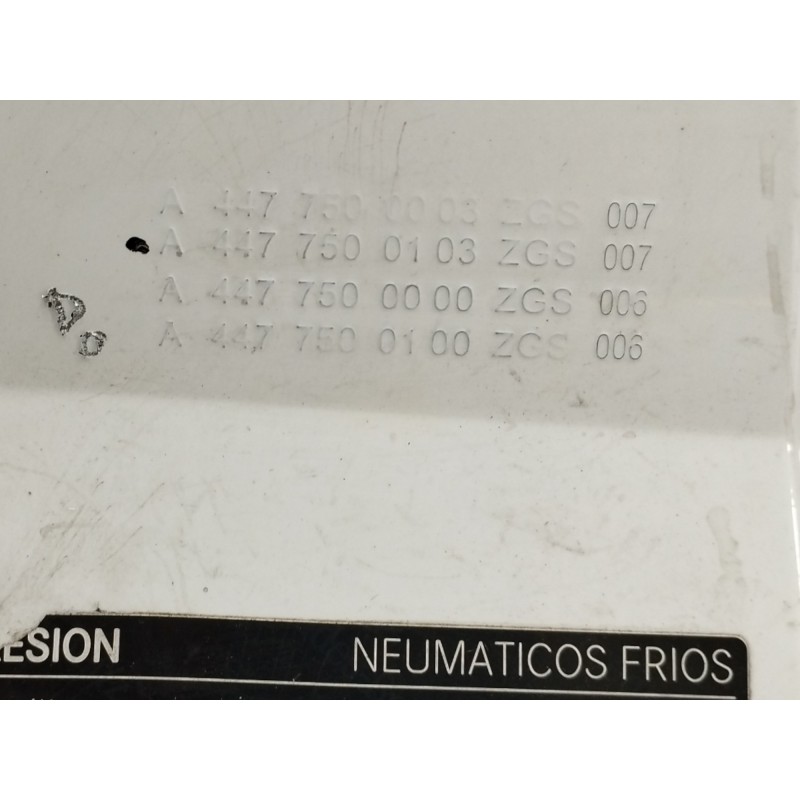 A 447 750 00 03 ZGS 007
A 447 750 01 03 ZGS 007
A 447 750 00 00 ZGS 006
A 447 750 01 00 ZGS 006
LESION NEUMATICOS FRIOS